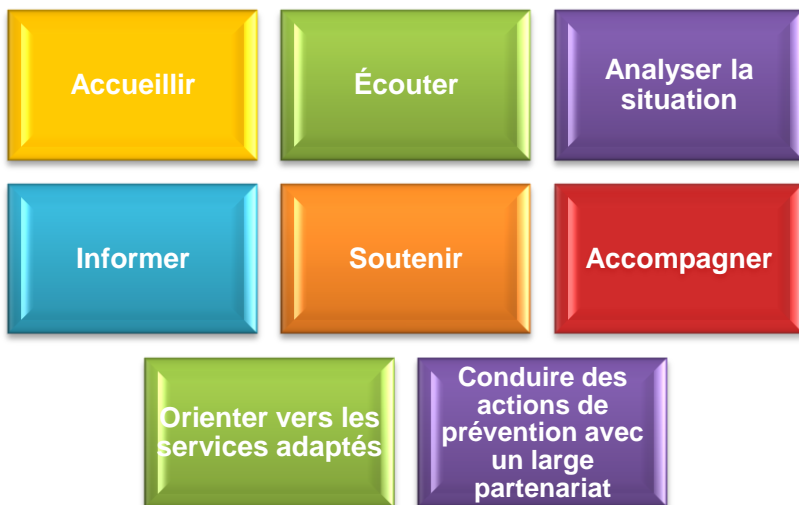 Accueillir
Écouter
Analyser la
situation
Informer
Soutenir
Accompagner
Orienter vers les
services adaptés
Conduire des
actions de
prévention avec
un large
partenariat